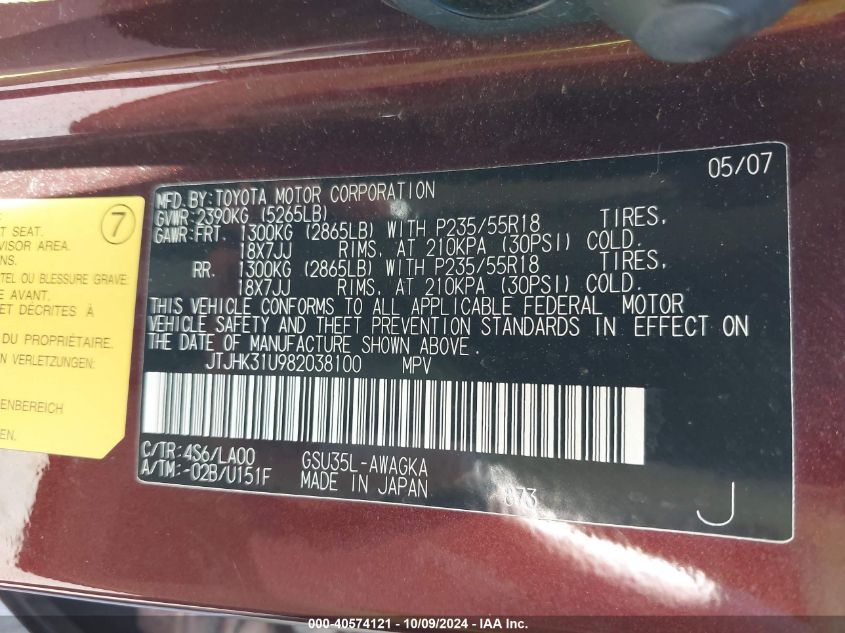 7
T SEAT.
VISOR AREA.
NS.
TEL OU BLESSURE GRAVE
E AVANT.
ET DÉCRITES À
DU PROPRIÉTAIRE.
ENBEREICH
EN.
05/07
MFD. BY: TOYOTA MOTOR CORPORATION
GVWR: 2390KG (5265LB)
GAWR: FRT. 1300KG (2865LB) WITH P235/55R18 TIRES,
18X7JJ RIMS, AT 210KPA (30PSI) COLD.
RR. 1300KG (2865LB) WITH P235/55R18 TIRES,
18X7JJ RIMS, AT 210KPA (30PSI) COLD.
THIS VEHICLE CONFORMS TO ALL APPLICABLE FEDERAL MOTOR
VEHICLE SAFETY AND THEFT PREVENTION STANDARDS IN EFFECT ON
THE DATE OF MANUFACTURE SHOWN ABOVE.
JTJHK31U982038100 MPV
C/TR: 4S6/LA00 GSU35L-AWAGKA
A/TM: -02B/U151F MADE IN JAPAN 873
J
000-40574121 - 10/09/2024 - IAA Inc.